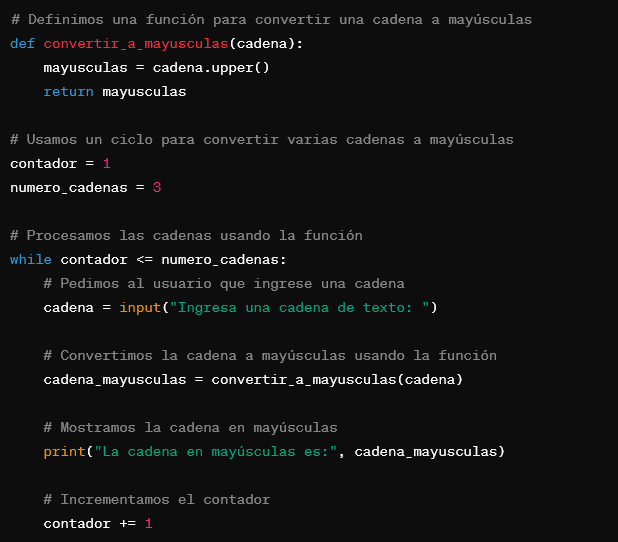 # Definimos una función para convertir una cadena a mayúsculas
def convertir_a_mayusculas(cadena):
    mayusculas = cadena.upper()
    return mayusculas

# Usamos un ciclo para convertir varias cadenas a mayúsculas
contador = 1
numero_cadenas = 3

# Procesamos las cadenas usando la función
while contador <= numero_cadenas:
    # Pedimos al usuario que ingrese una cadena
    cadena = input("Ingresa una cadena de texto: ")

    # Convertimos la cadena a mayúsculas usando la función
    cadena_mayusculas = convertir_a_mayusculas(cadena)

    # Mostramos la cadena en mayúsculas
    print("La cadena en mayúsculas es:", cadena_mayusculas)

    # Incrementamos el contador
    contador += 1